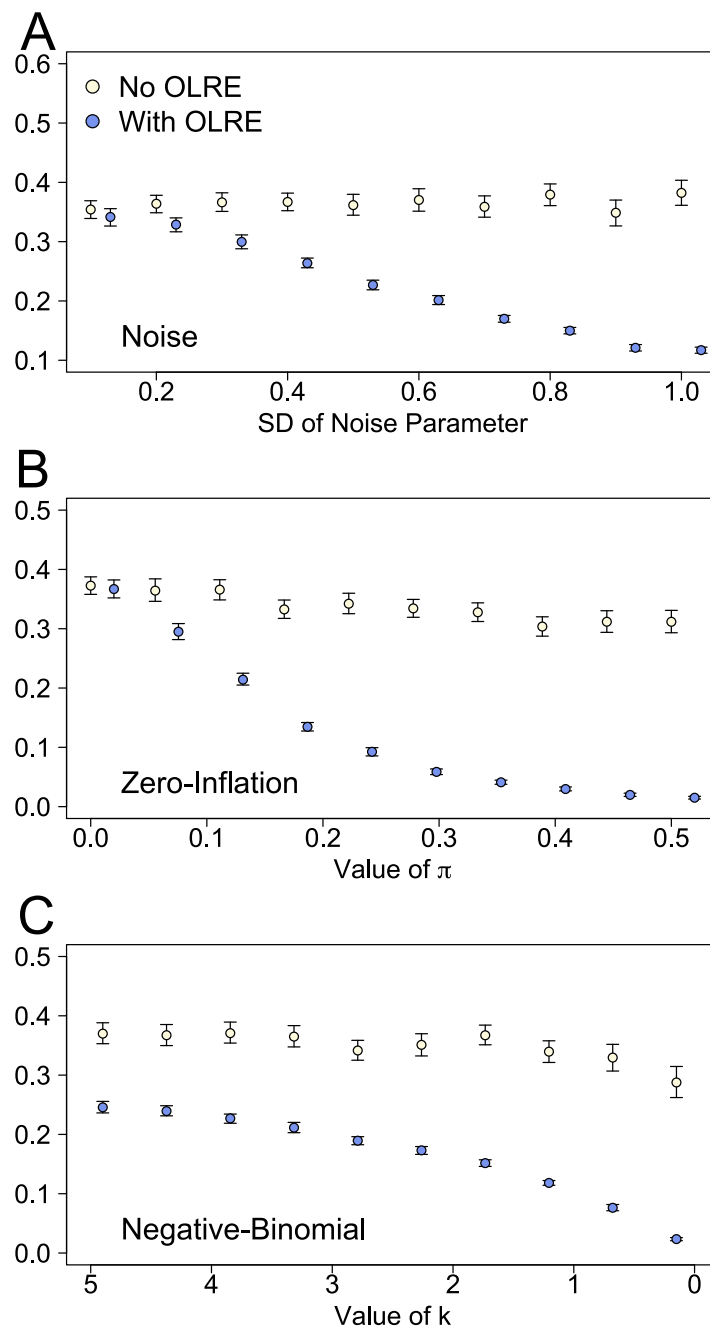 A
0.6
No OLRE
With OLRE
0.5
0.4
0.3
0.2
Noise
0.1
0.2 0.4 0.6 0.8 1.0
SD of Noise Parameter
B
0.5
0.4
0.3
0.2
0.1
Zero-Inflation
0.0
0.0 0.1 0.2 0.3 0.4 0.5
Value of π
C
0.5
0.4
0.3
0.2
0.1
Negative-Binomial
0.0
5 4 3 2 1 0
Value of k